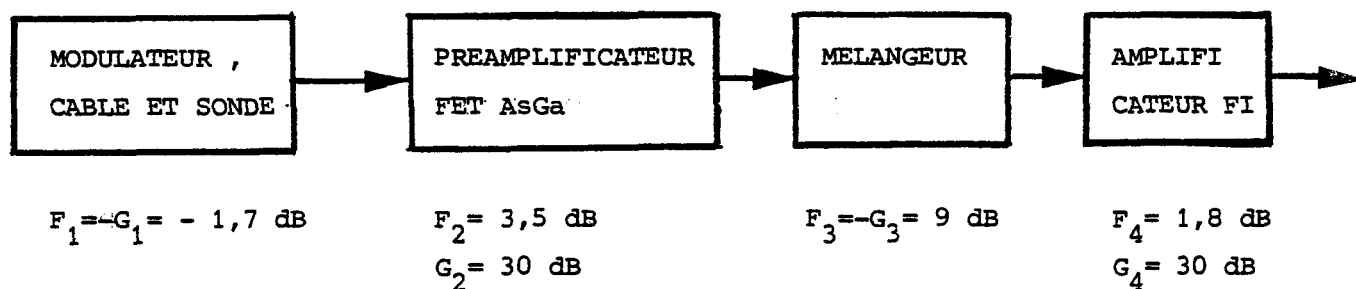 MODULATEUR ,
CABLE ET SONDE
PREAMPLIFICATEUR
FET AsGa
MELANGEUR
AMPLIFI
CATEUR FI
F1=-G1= - 1,7 dB
F2= 3,5 dB
G2= 30 dB
F3=-G3= 9 dB
F4= 1,8 dB
G4= 30 dB